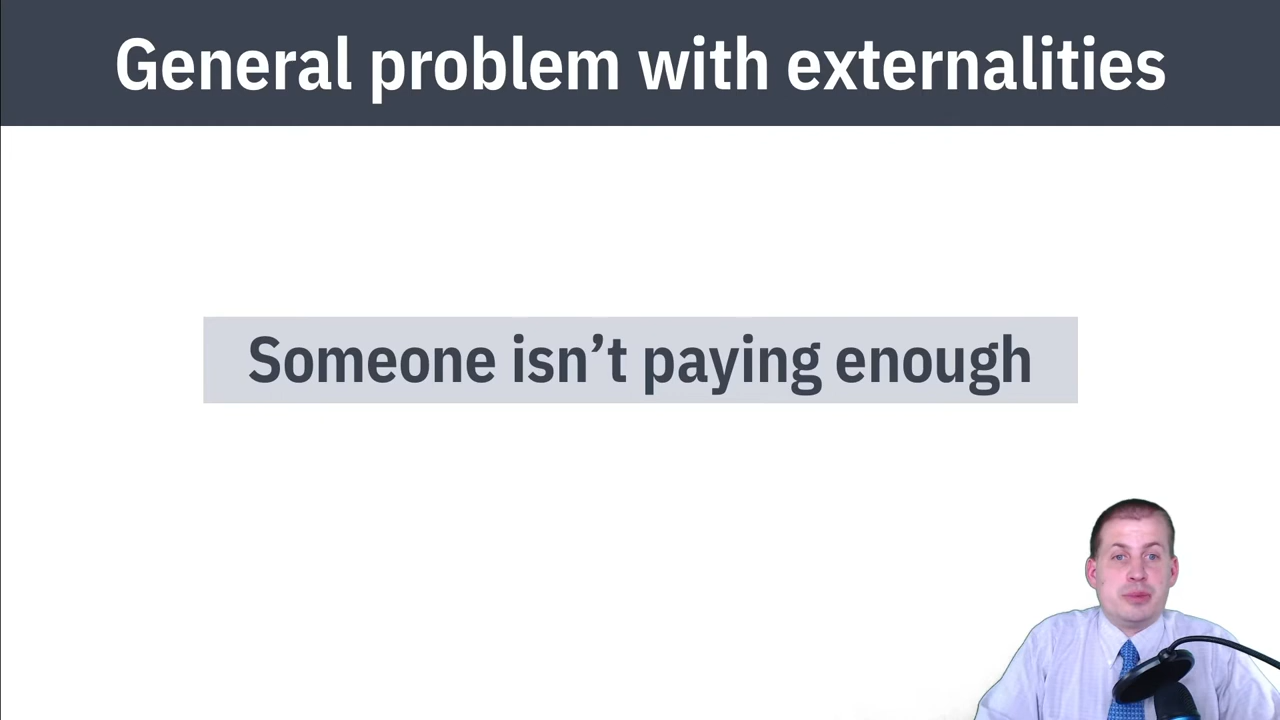 General problem with externalities
Someone isn’t paying enough